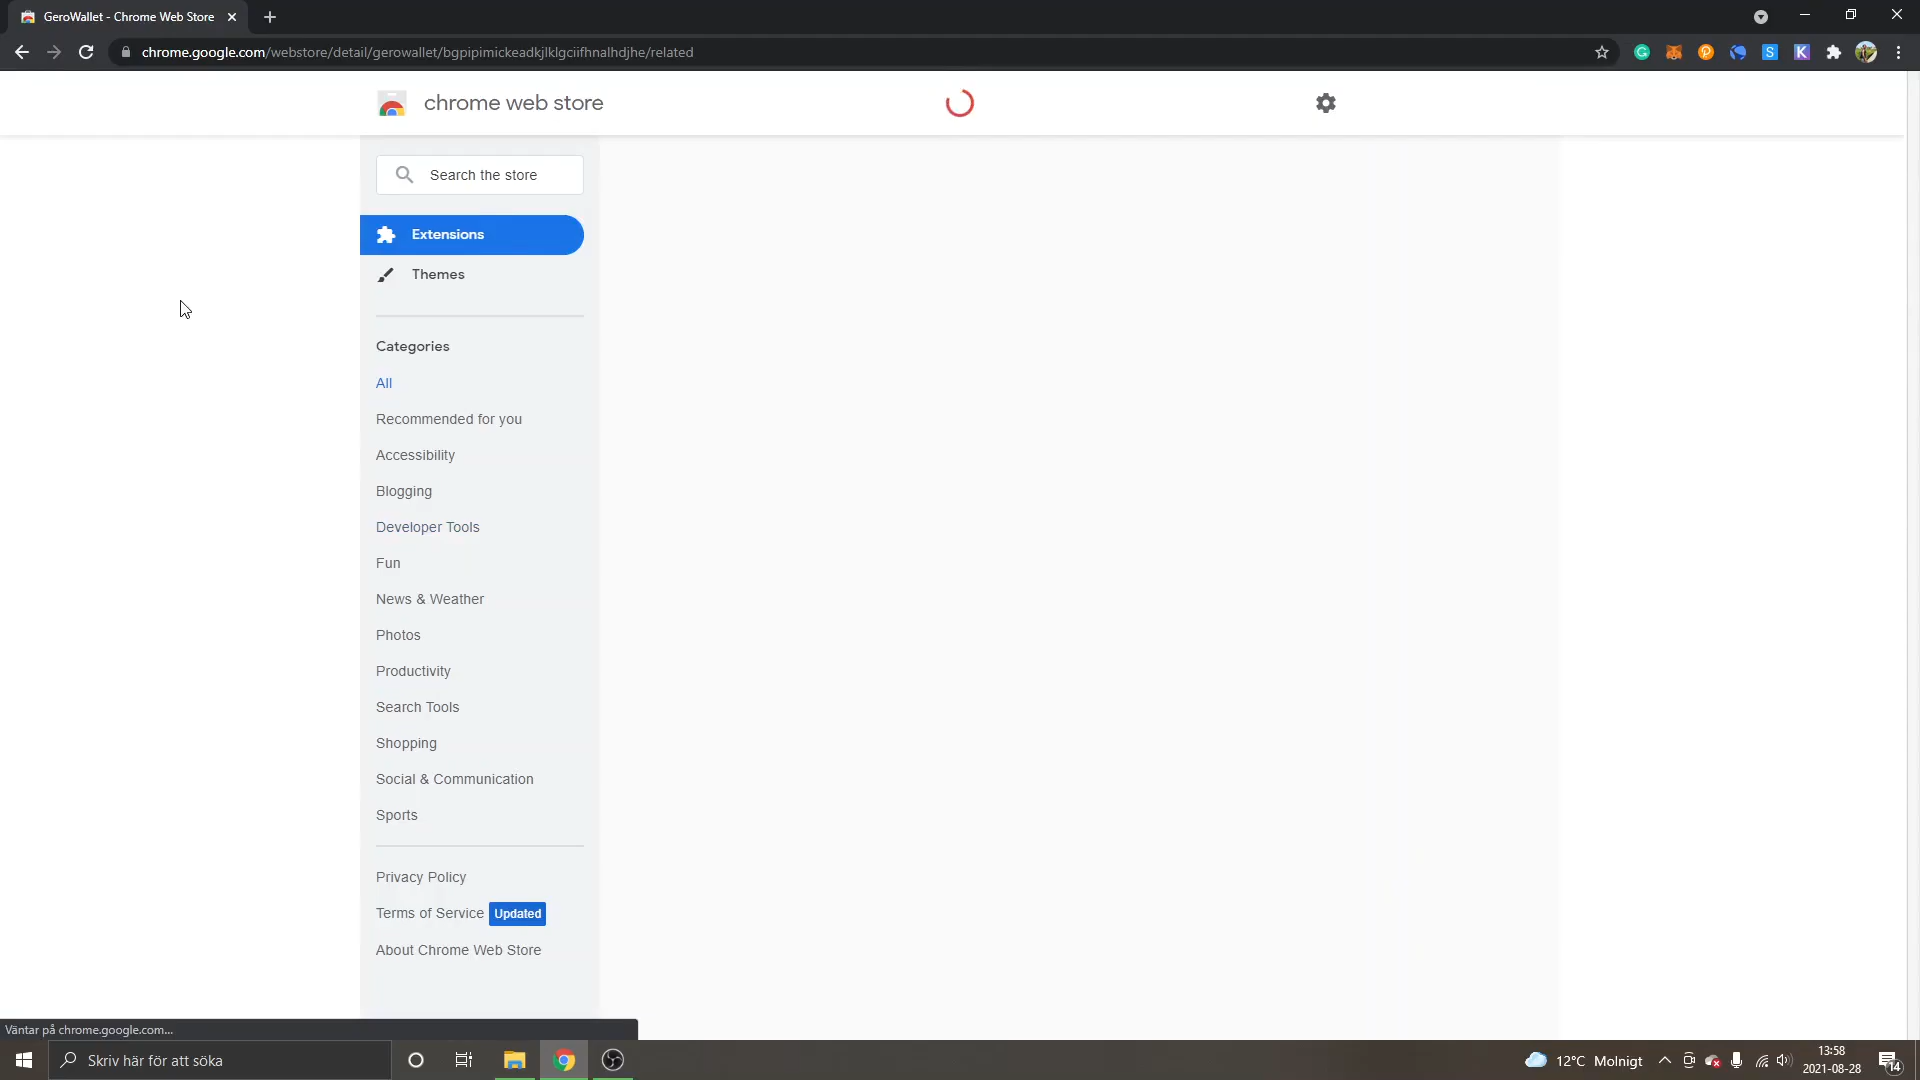 GeroWallet - Chrome Web Store
chrome.google.com/webstore/detail/gerowallet/bgpipimickeadkjlklgciifhnalhdjhe/related
chrome web store
Search the store
Extensions
Themes
Categories
All
Recommended for you
Accessibility
Blogging
Developer Tools
Fun
News & Weather
Photos
Productivity
Search Tools
Shopping
Social & Communication
Sports
Privacy Policy
Terms of Service Updated
About Chrome Web Store
Väntar på chrome.google.com...
Skriv här för att söka
12°C Molnigt
13:58
2021-08-28
14